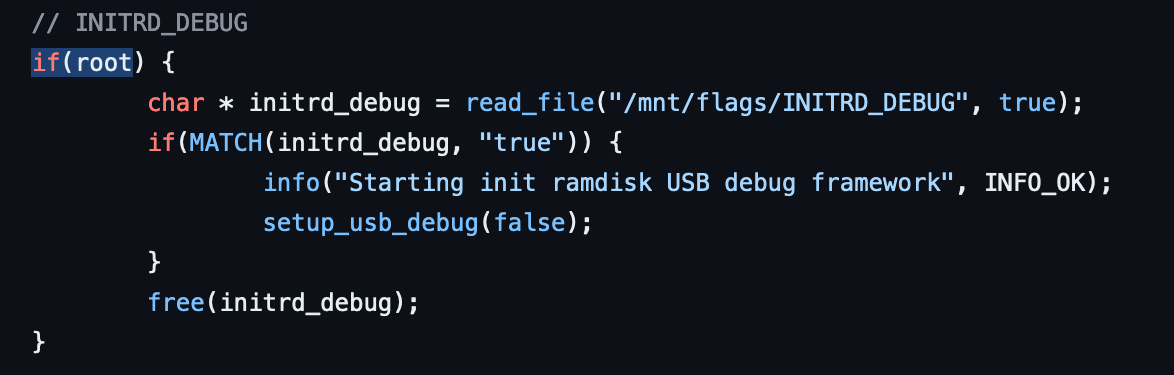 // INITRD_DEBUG
if(root) {
char * initrd_debug = read_file("/mnt/flags/INITRD_DEBUG", true);
if(MATCH(initrd_debug, "true")) {
info("Starting init ramdisk USB debug framework", INFO_OK);
setup_usb_debug(false);
}
free(initrd_debug);
}